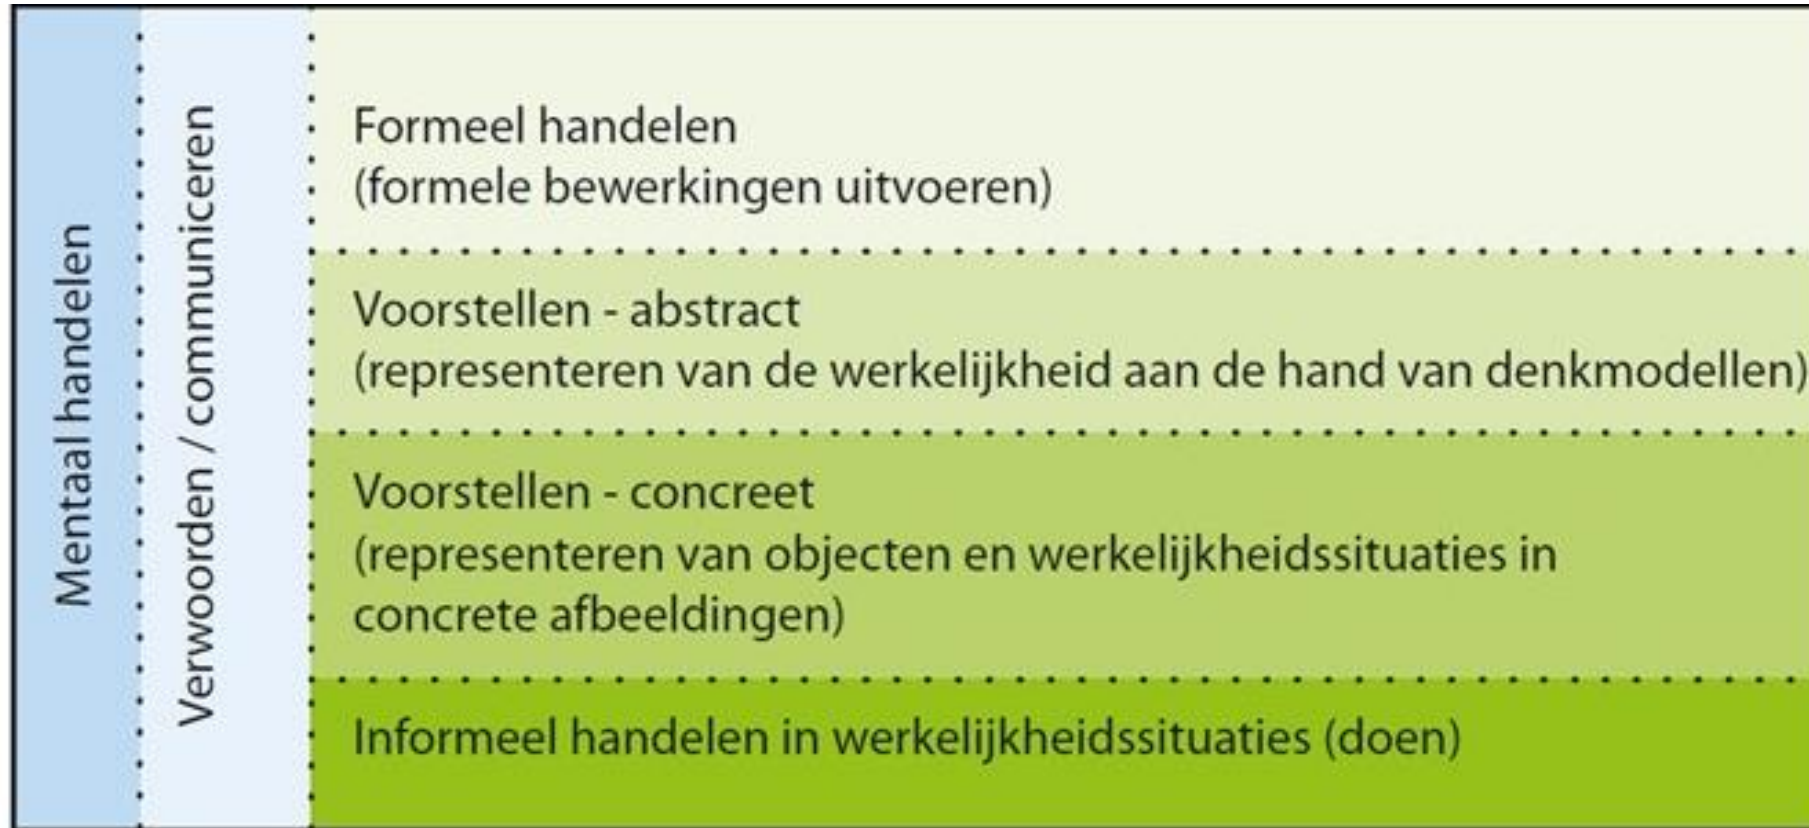 Mentaal handelen
Verwoorden / communiceren
Formeel handelen
(formele bewerkingen uitvoeren)
Voorstellen - abstract
(representeren van de werkelijkheid aan de hand van denkmodellen)
Voorstellen - concreet
(representeren van objecten en werkelijkheidssituaties in
concrete afbeeldingen)
Informeel handelen in werkelijkheidssituaties (doen)